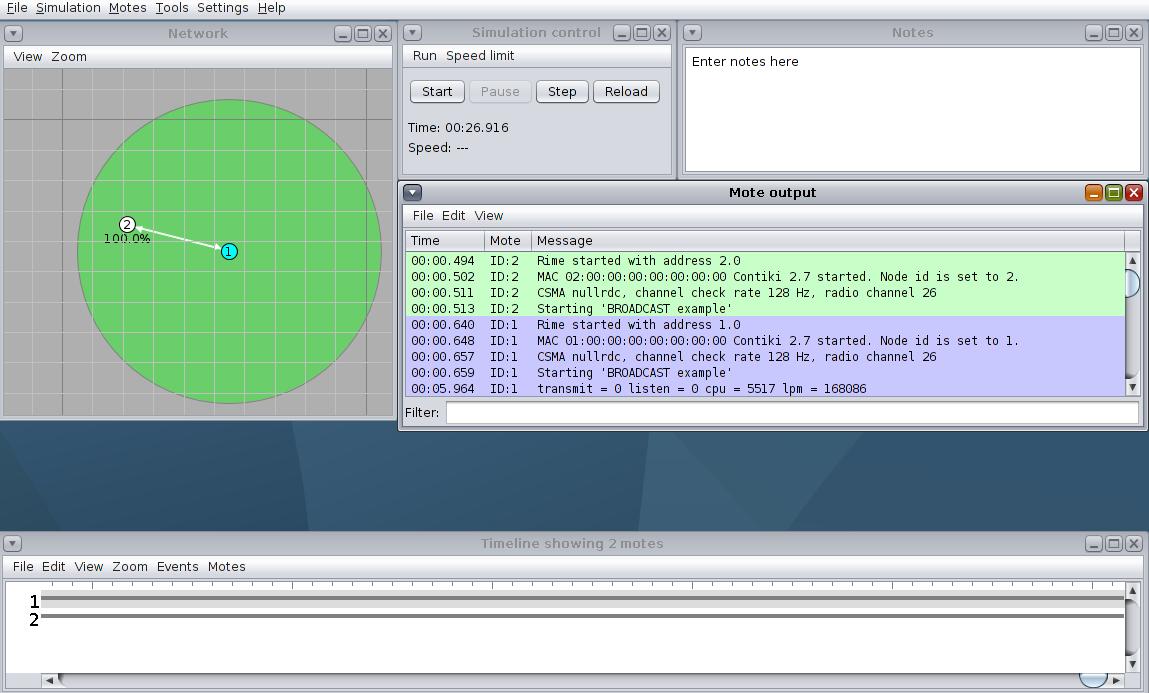 File Simulation Motes Tools Settings Help
Network
View Zoom
2
100.0%
1
Simulation control
Run Speed limit
Start Pause Step Reload
Time: 00:26.916
Speed: ---
Notes
Enter notes here
Mote output
File Edit View
Time Mote Message
00:00.494 ID:2 Rime started with address 2.0
00:00.502 ID:2 MAC 02:00:00:00:00:00:00:00 Contiki 2.7 started. Node id is set to 2.
00:00.511 ID:2 CSMA nullrdc, channel check rate 128 Hz, radio channel 26
00:00.513 ID:2 Starting 'BROADCAST example'
00:00.640 ID:1 Rime started with address 1.0
00:00.648 ID:1 MAC 01:00:00:00:00:00:00:00 Contiki 2.7 started. Node id is set to 1.
00:00.657 ID:1 CSMA nullrdc, channel check rate 128 Hz, radio channel 26
00:00.659 ID:1 Starting 'BROADCAST example'
00:05.964 ID:1 transmit = 0 listen = 0 cpu = 5517 lpm = 168086
Filter:
Timeline showing 2 motes
File Edit View Zoom Events Motes
1
2